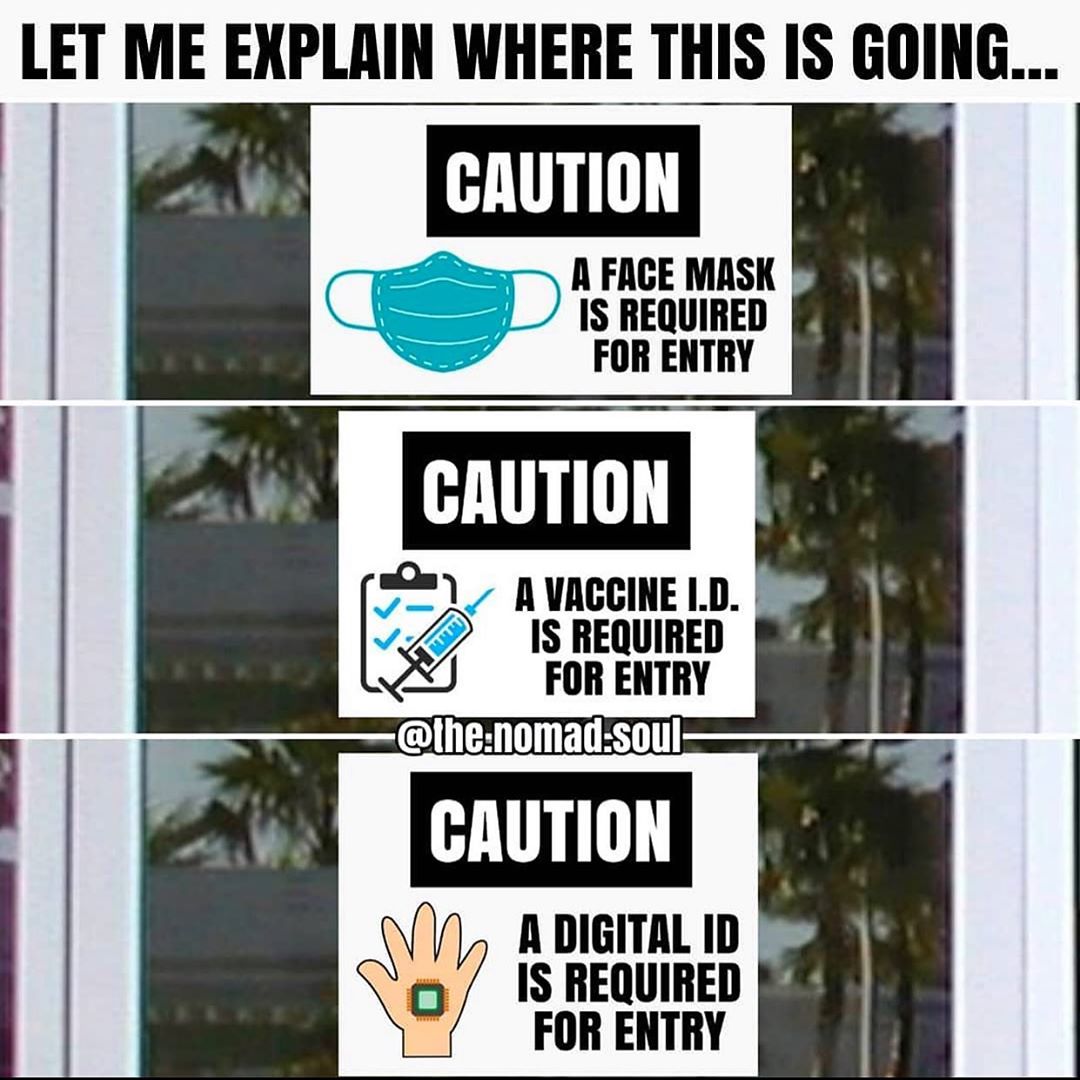 LET ME EXPLAIN WHERE THIS IS GOING...
CAUTION
A FACE MASK
IS REQUIRED
FOR ENTRY
CAUTION
A VACCINE I.D.
IS REQUIRED
FOR ENTRY
@the.nomad.soul
CAUTION
A DIGITAL ID
IS REQUIRED
FOR ENTRY